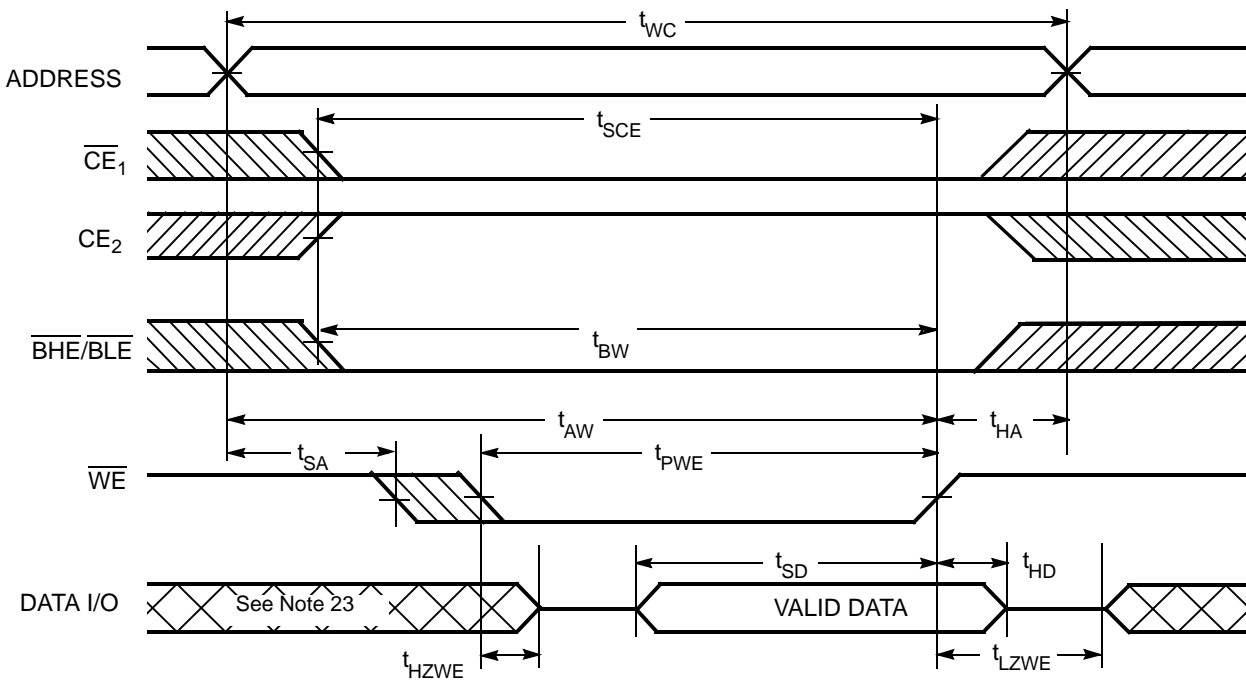 tWC
ADDRESS
tSCE
CE1
CE2
BHE/BLE
tBW
tAW
tHA
tSA
tPWE
WE
tSD
tHD
DATA I/O
See Note 23
VALID DATA
tHZWE
tLZWE